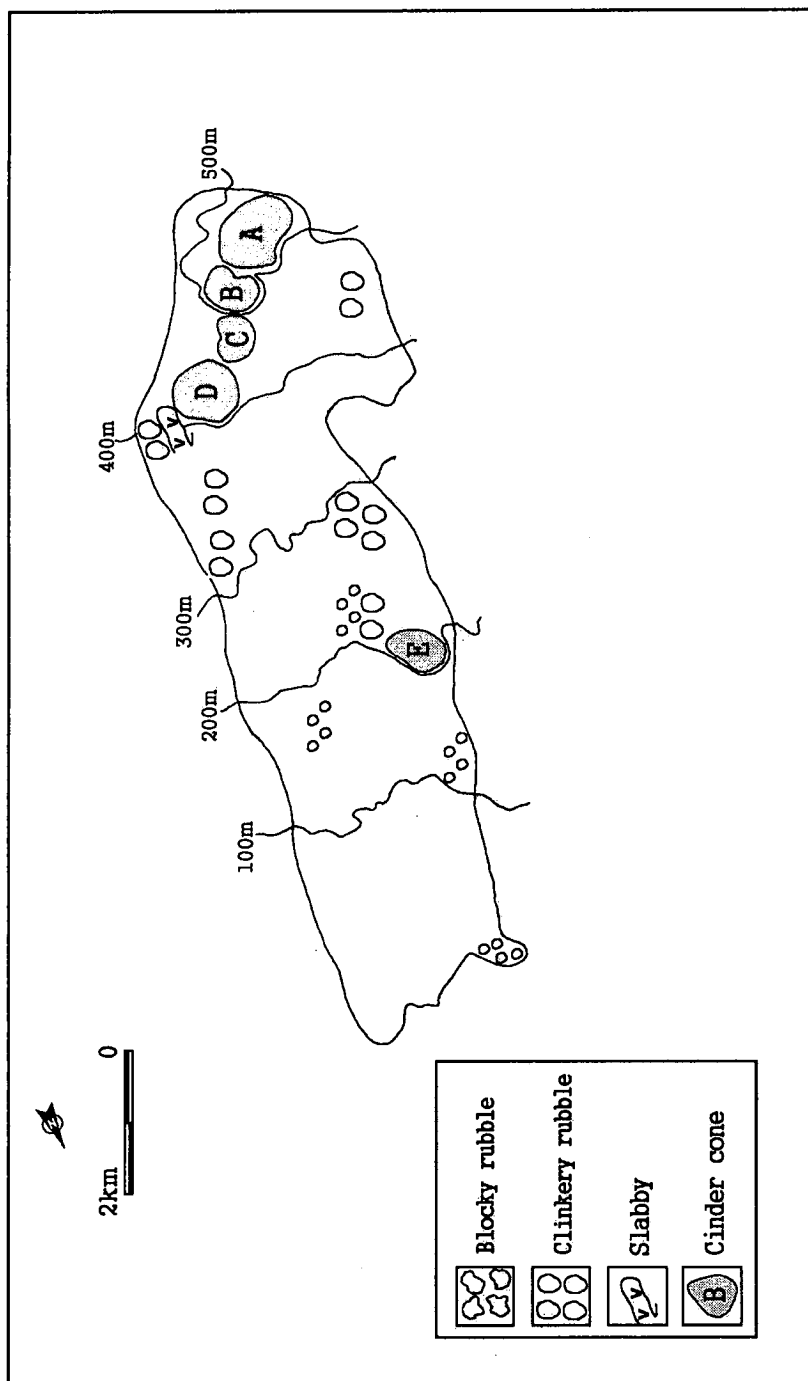 500m
400m
300m
200m
100m
A
B
C
D
E
2km 0
Blocky rubble
Clinkery rubble
Slabby
B Cinder cone